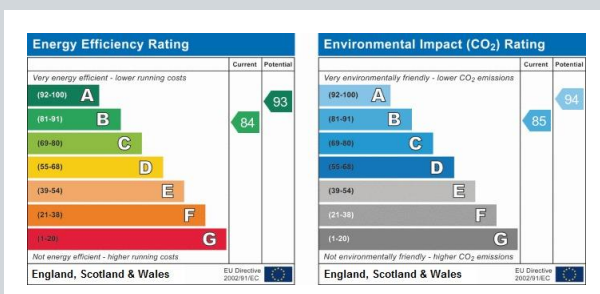 Energy Efficiency Rating
Current Potential
Very energy efficient - lower running costs
(92-100) A
93
(81-91) B
84
(69-80) C
(55-68) D
(39-54) E
(21-38) F
(1-20) G
Not energy efficient - higher running costs
England, Scotland & Wales
EU Directive
2002/91/EC
Environmental Impact (CO₂) Rating
Current Potential
Very environmentally friendly - lower CO₂ emissions
(92-100) A
94
(81-91) B
85
(69-80) C
(55-68) D
(39-54) E
(21-38) F
(1-20) G
Not environmentally friendly - higher CO₂ emissions
England, Scotland & Wales
EU Directive
2002/91/EC